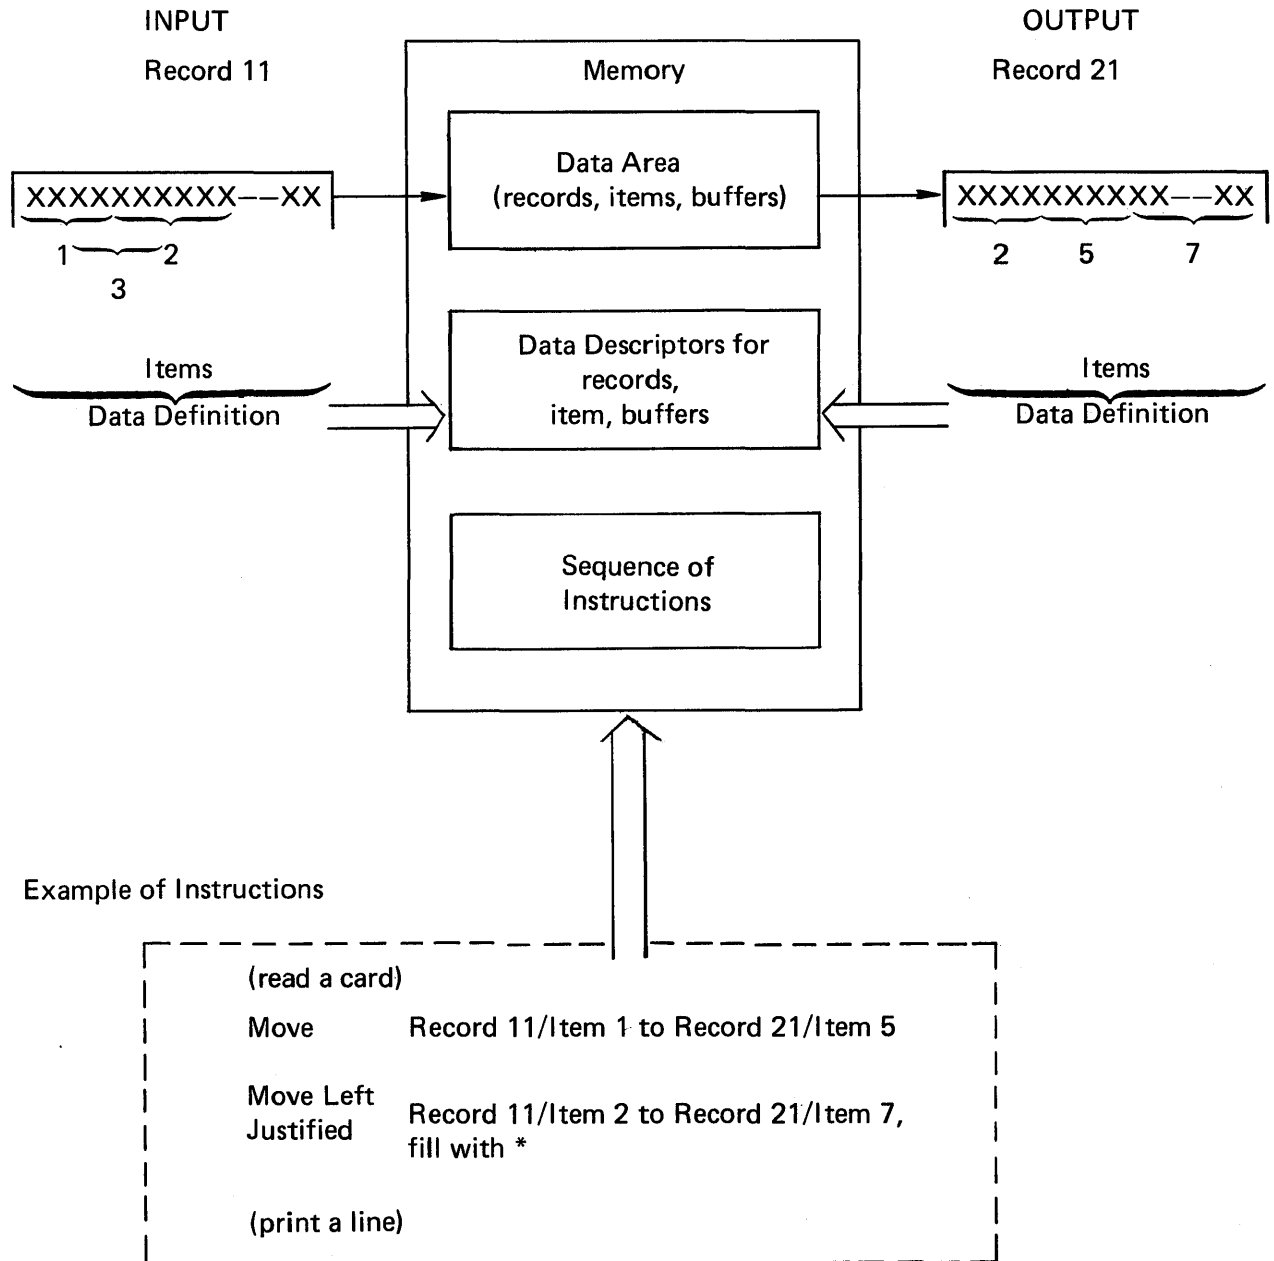 INPUT
OUTPUT
Record 11
Memory
Record 21
Data Area
(records, items, buffers)
XXXXXXXXXX——XX
XXXXXXXXXX——XX
1
2
3
2
5
7
Items
Data Definition
Data Descriptors for
records,
item, buffers
Items
Data Definition
Sequence of
Instructions
Example of Instructions
(read a card)
Move Record 11/Item 1 to Record 21/Item 5
Move Left
Justified
Record 11/Item 2 to Record 21/Item 7,
fill with *
(print a line)